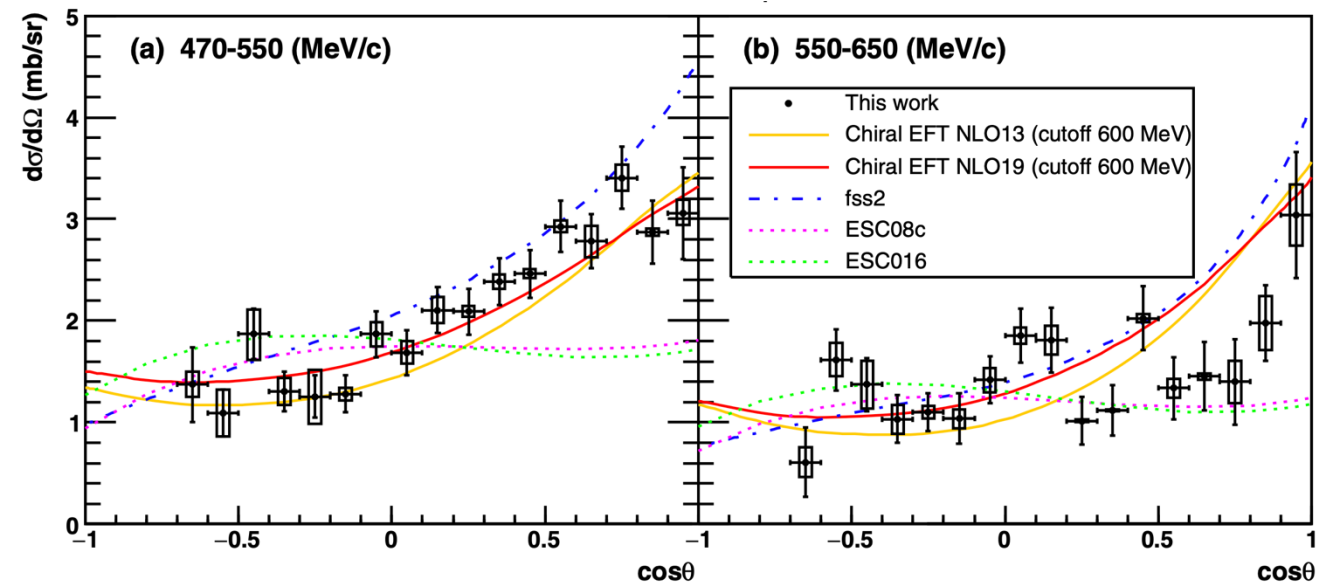 dσ/dΩ (mb/sr)
5
4
3
2
1
0
(a) 470-550 (MeV/c)
(b) 550-650 (MeV/c)
This work
Chiral EFT NLO13 (cutoff 600 MeV)
Chiral EFT NLO19 (cutoff 600 MeV)
fss2
ESC08c
ESC016
−1 −0.5 0 0.5 −1 −0.5 0 0.5 1
cosθ cosθ